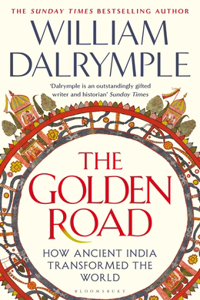 THE SUNDAY TIMES BESTSELLING AUTHOR
WILLIAM
DALRYMPLE
‘Dalrymple is an outstandingly gifted
writer and historian’ Sunday Times
THE
GOLDEN
ROAD
HOW ANCIENT INDIA
TRANSFORMED THE
WORLD
BLOOMSBURY